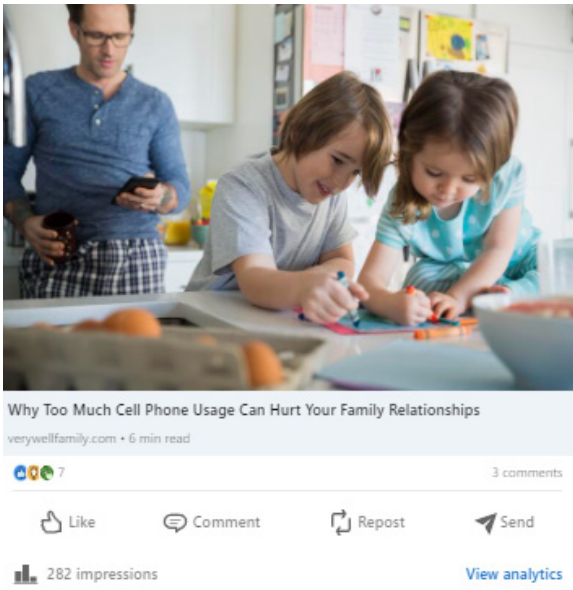 Why Too Much Cell Phone Usage Can Hurt Your Family Relationships
verywellfamily.com • 6 min read
7
3 comments
Like
Comment
Repost
Send
282 impressions
View analytics